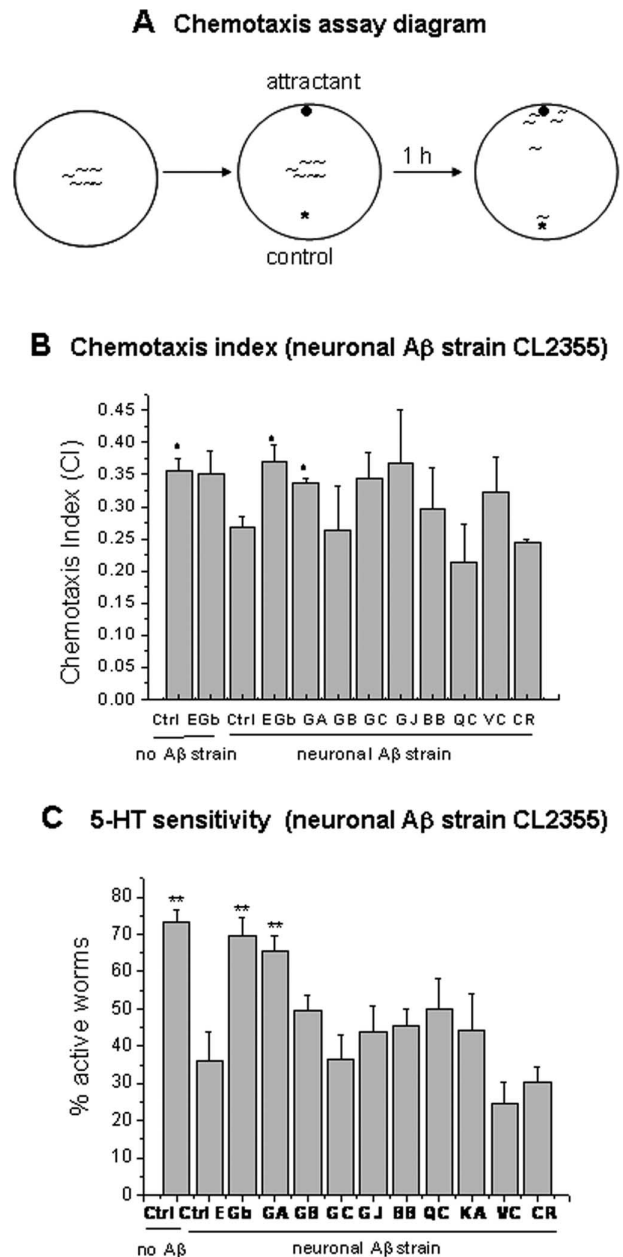 A Chemotaxis assay diagram
attractant
1 h
*
*
control
B Chemotaxis index (neuronal Aβ strain CL2355)
Chemotaxis Index (CI)
0.45
0.40
0.35
0.30
0.25
0.20
0.15
0.10
0.05
0.00
* * *
Ctrl EGb Ctrl EGb GA GB GC GJ BB QC VC CR
no Aβ strain neuronal Aβ strain
C 5-HT sensitivity (neuronal Aβ strain CL2355)
% active worms
80
70
60
50
40
30
20
10
0
** ** **
Ctrl Ctrl EGb GA GB GC GJ BB QC KA VC CR
no Aβ neuronal Aβ strain